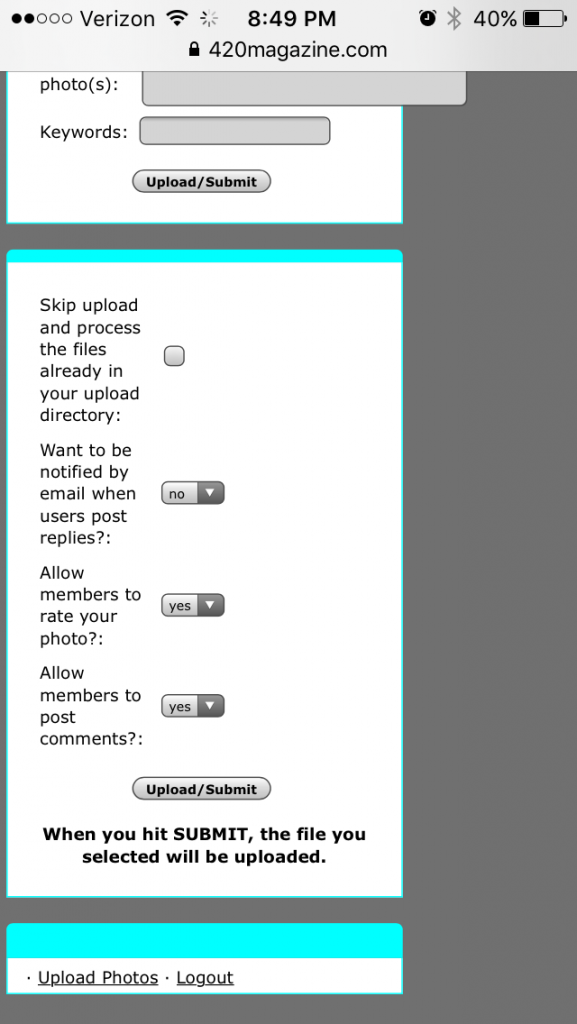 Verizon 8:49 PM 40%
420magazine.com
photo(s):
Keywords:
Upload/Submit
Skip upload
and process
the files
already in
your upload
directory:
Want to be
notified by
email when
users post
replies?:
no
Allow
members to
rate your
photo?:
yes
Allow
members to
post
comments?:
yes
Upload/Submit
When you hit SUBMIT, the file you
selected will be uploaded.
· Upload Photos · Logout